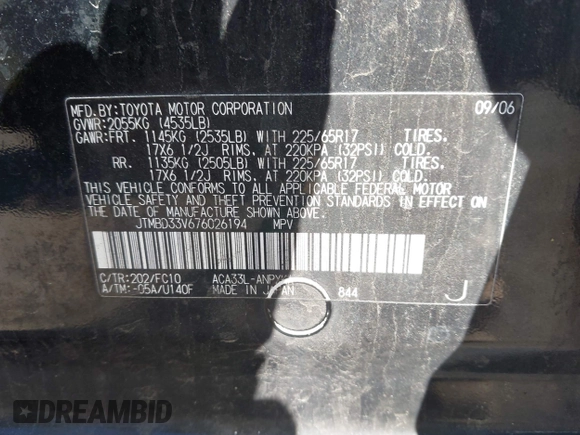 MFD.BY:TOYOTA MOTOR CORPORATION 09/06
GVWR:2055KG (4535LB)
GAWR:FRT. 1145KG (2535LB) WITH 225/65R17 TIRES.
17X6 1/2J RIMS. AT 220KPA (32PSI) COLD.
RR. 1135KG (2505LB) WITH 225/65R17 TIRES.
17X6 1/2J RIMS. AT 220KPA (32PSI) COLD.
THIS VEHICLE CONFORMS TO ALL APPLICABLE FEDERAL MOTOR
VEHICLE SAFETY AND THEFT PREVENTION STANDARDS IN EFFECT ON
THE DATE OF MANUFACTURE SHOWN ABOVE.
JTMBD33V676026194 MPV
C/TR:202/FC10
A/TM:-05A/U140F MADE IN JAPAN 844 J
DREAMBID